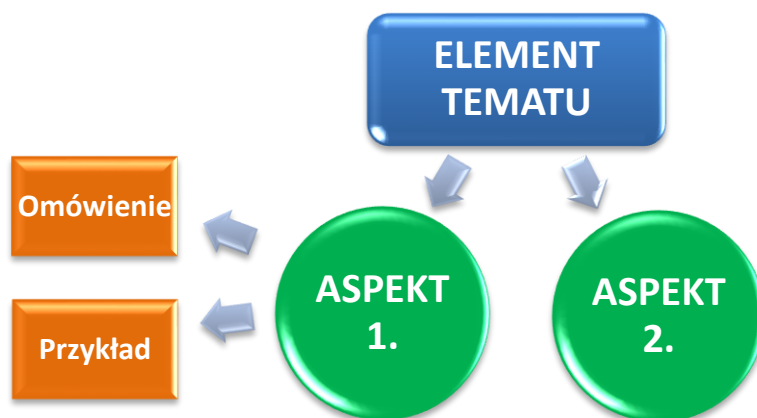 ELEMENT
TEMATU
Omówienie
Przykład
ASPEKT
1.
ASPEKT
2.